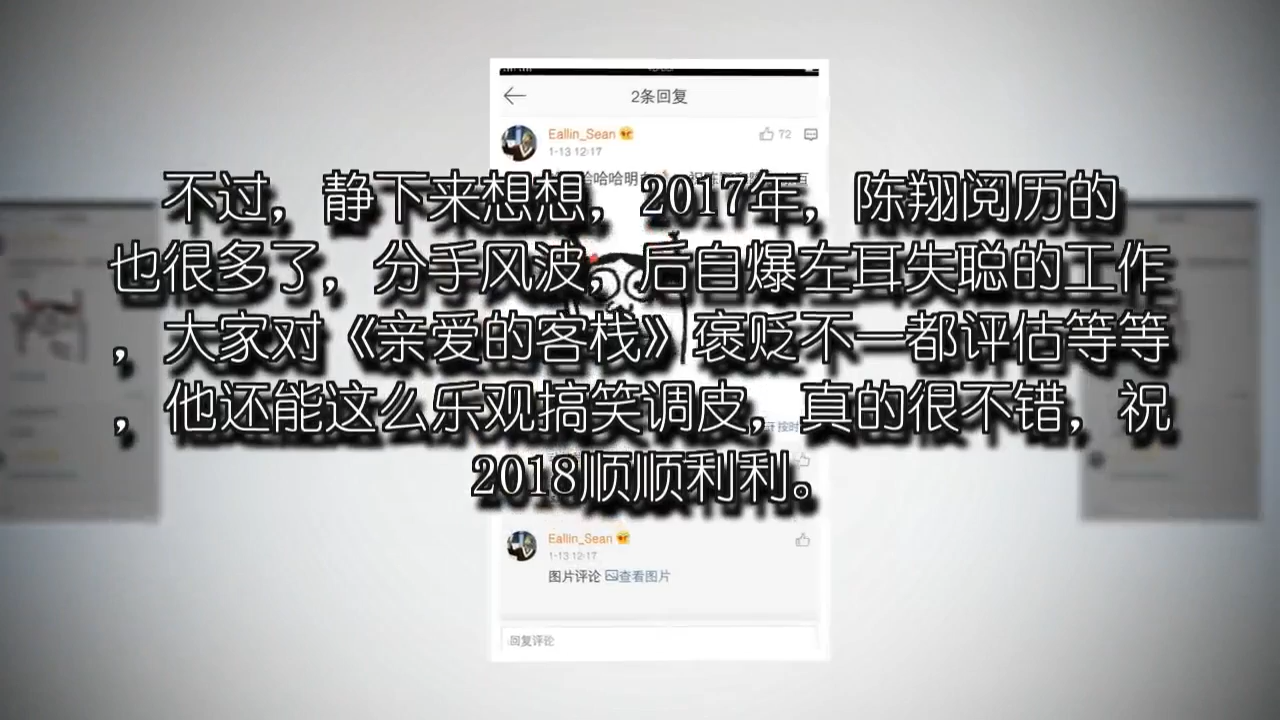 2条回复
Eallin_Sean
72
1-13 12:17
不过，静下来想想，2017年，陈翔阅历的
也很多了，分手风波，后自爆左耳失聪的工作
，大家对《亲爱的客栈》褒贬不一都评估等等
，他还能这么乐观搞笑调皮，真的很不错，祝
2018顺顺利利。
Eallin_Sean
1-13 12:17
图片评论 查看图片
回复评论